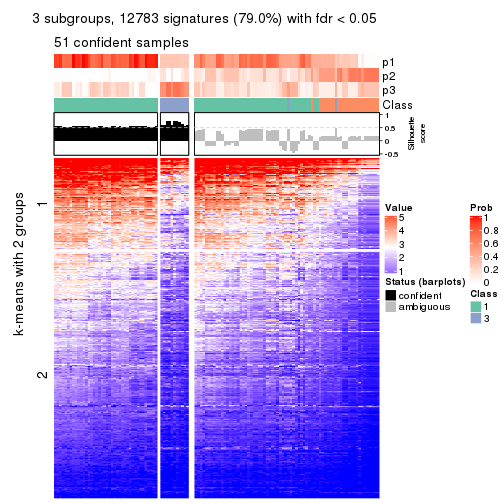 3 subgroups, 12783 signatures (79.0%) with fdr < 0.05
51 confident samples
p1
p2
p3
Class
1
0.5
0
-0.5
Silhouette
score
k-means with 2 groups
1
2
Value
5
4
3
2
1
Status (barplots)
confident
ambiguous
Prob
1
0.8
0.6
0.4
0.2
0
Class
1
3